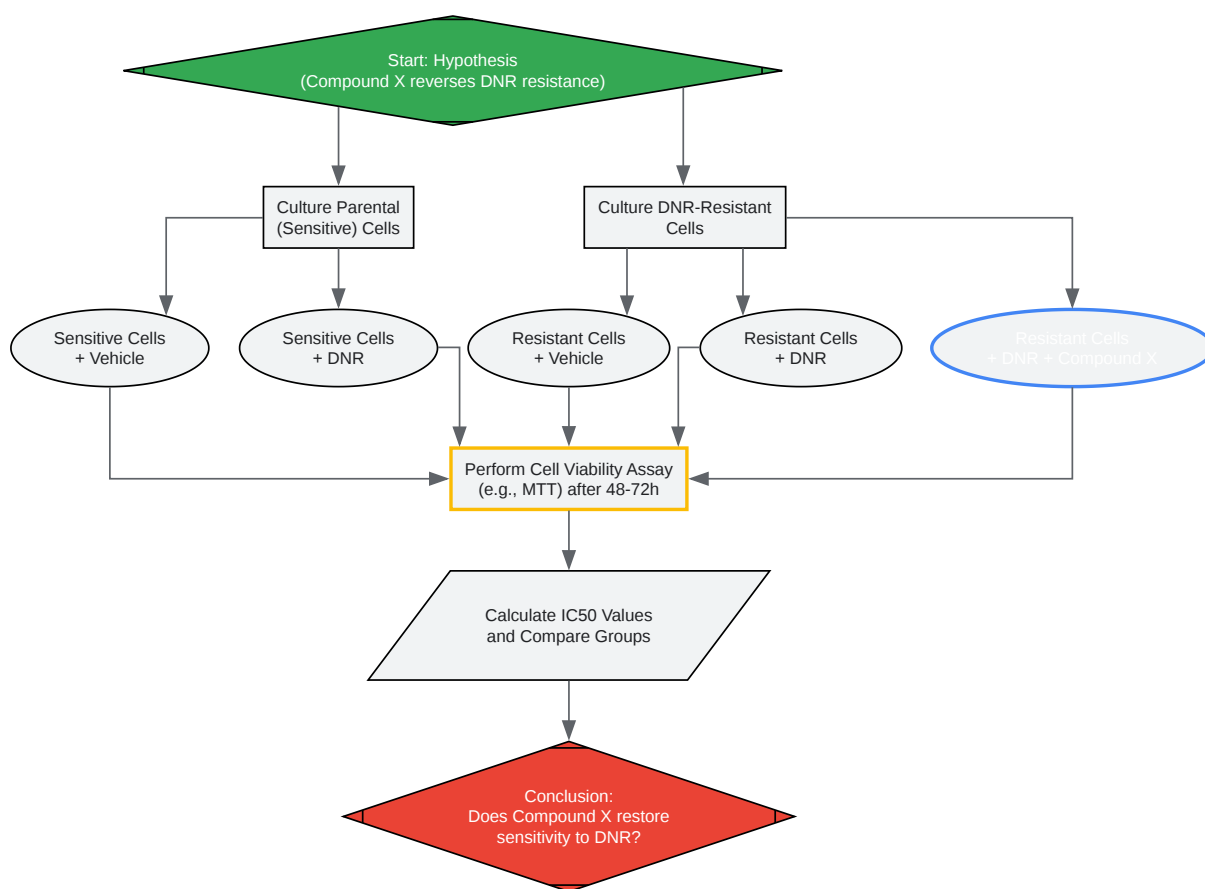 Start: Hypothesis
(Compound X reverses DNR resistance)
Culture Parental
(Sensitive) Cells
Culture DNR-Resistant
Cells
Sensitive Cells
+ Vehicle
Sensitive Cells
+ DNR
Resistant Cells
+ Vehicle
Resistant Cells
+ DNR
Resistant Cells
+ DNR + Compound X
Perform Cell Viability Assay
(e.g., MTT) after 48-72h
Calculate IC50 Values
and Compare Groups
Conclusion:
Does Compound X restore
sensitivity to DNR?